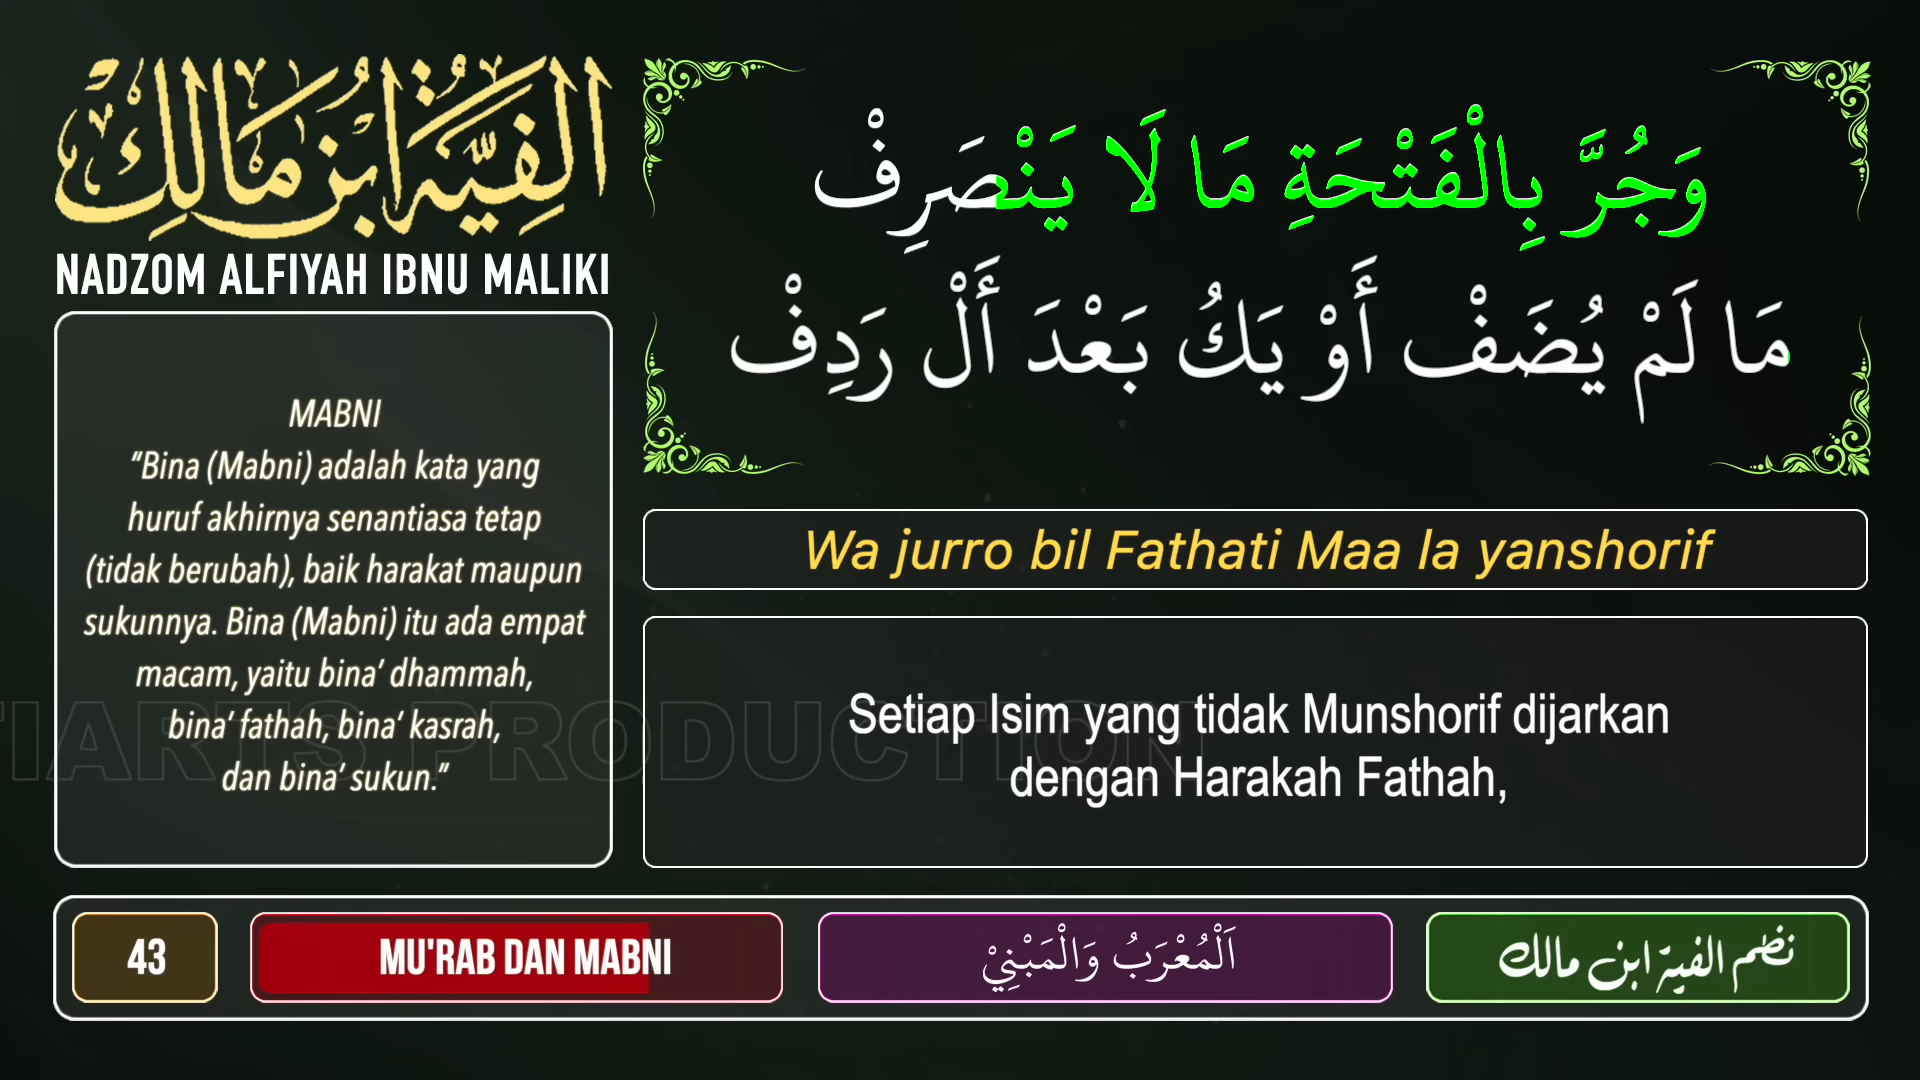 الفية ابن مالك
NADZOM ALFIYAH IBNU MALIKI
MABNI
“Bina (Mabni) adalah kata yang
huruf akhirnya senantiasa tetap
(tidak berubah), baik harakat maupun
sukunnya. Bina (Mabni) itu ada empat
macam, yaitu bina’ dhammah,
bina‘ fathah, bina‘ kasrah,
dan bina’ sukun.”
وَجُرَّ بِالْفَتْحَةِ مَا لَا يَنْصَرِفْ
مَا لَمْ يُضَفْ أَوْ يَكُ بَعْدَ أَلْ رَدِفْ
Wa jurro bil Fathati Maa la yanshorif
Setiap Isim yang tidak Munshorif dijarkan
dengan Harakah Fathah,
TIARTS PRODUCTION
43
MU'RAB DAN MABNI
اَلْمُعْرَبُ وَالْمَبْنِيْ
نظم الفية ابن مالك